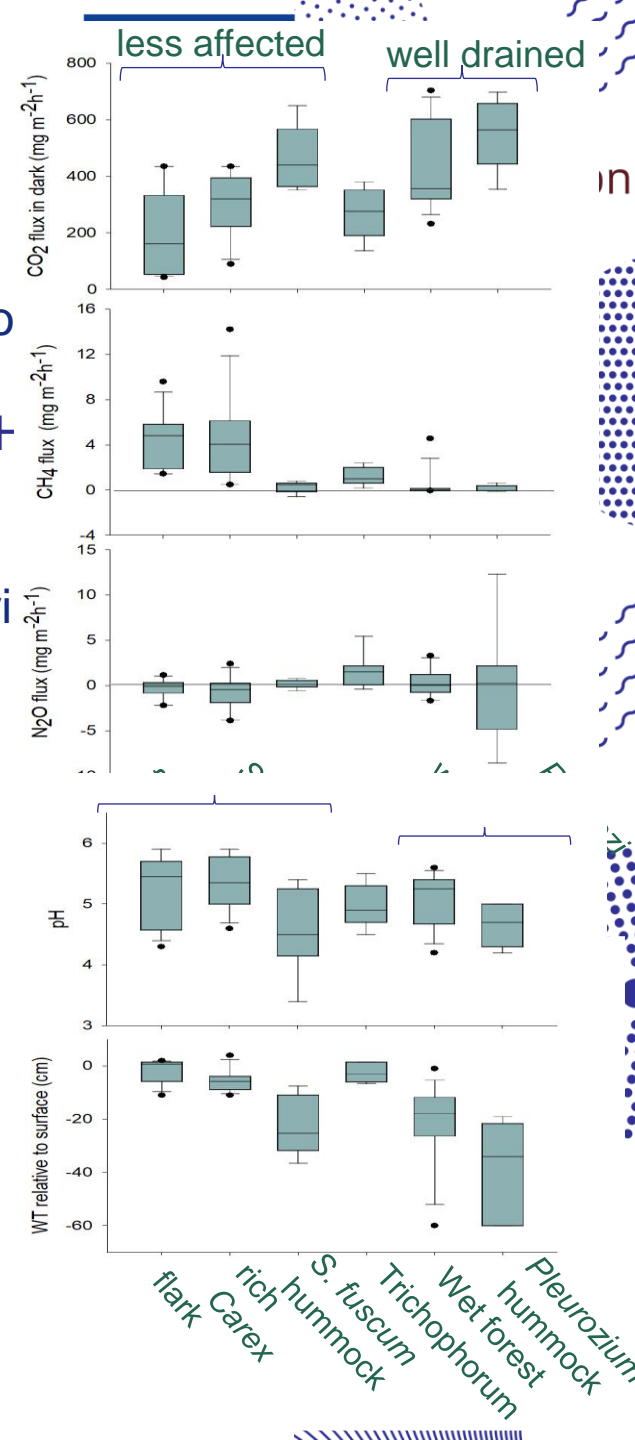 less affected
well drained
800
600
400
200
0
CO2 flux in dark (mg m-2h-1)
on
16
12
8
4
0
-4
CH4 flux (mg m-2h-1)
+
15
10
5
0
-5
N2O flux (mg m-2h-1)
6
5
4
3
pH
0
-20
-40
-60
WT relative to surface (cm)
flark
Carex
rich
S. fuscum
hummock
Trichophorum
Wet forest
Pleurozium
hummock